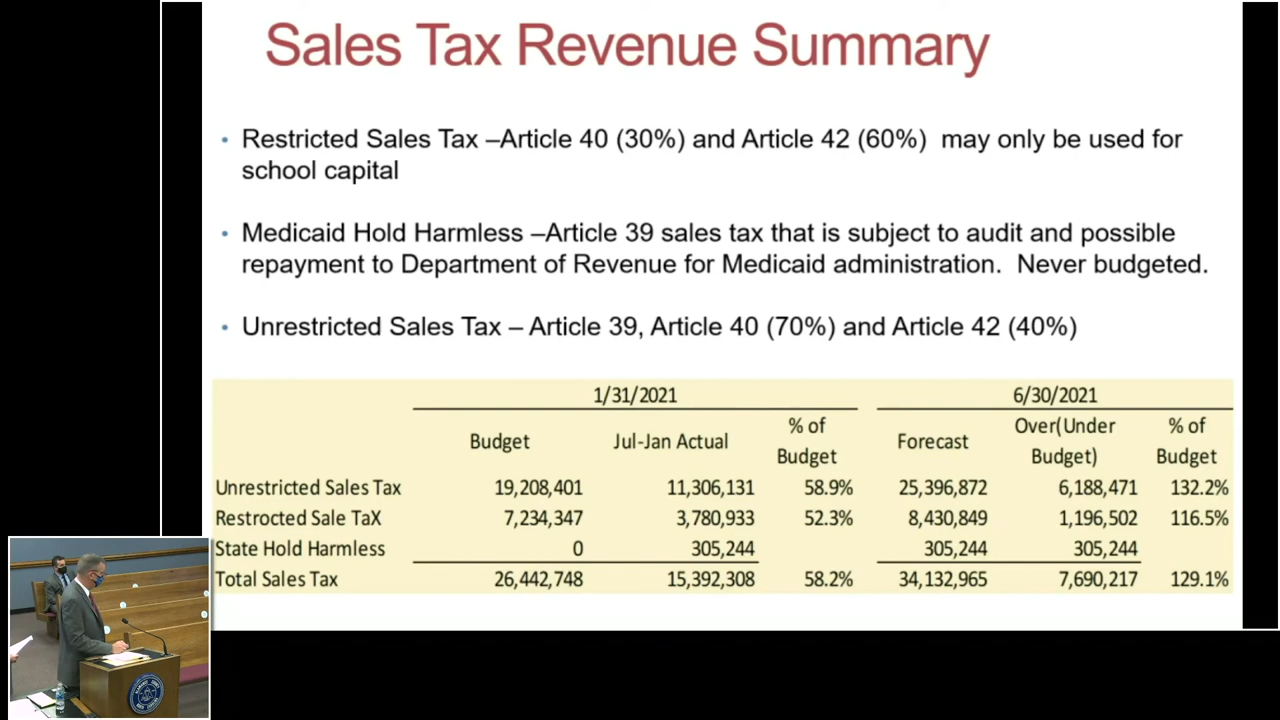 Sales Tax Revenue Summary
• Restricted Sales Tax –Article 40 (30%) and Article 42 (60%)  may only be used for
school capital
• Medicaid Hold Harmless –Article 39 sales tax that is subject to audit and possible
repayment to Department of Revenue for Medicaid administration.  Never budgeted.
• Unrestricted Sales Tax – Article 39, Article 40 (70%) and Article 42 (40%)
1/31/2021 6/30/2021
Budget Jul-Jan Actual % of Budget Forecast Over(Under Budget) % of Budget
Unrestricted Sales Tax 19,208,401 11,306,131 58.9% 25,396,872 6,188,471 132.2%
Restrocted Sale TaX 7,234,347 3,780,933 52.3% 8,430,849 1,196,502 116.5%
State Hold Harmless 0 305,244 305,244 305,244
Total Sales Tax 26,442,748 15,392,308 58.2% 34,132,965 7,690,217 129.1%